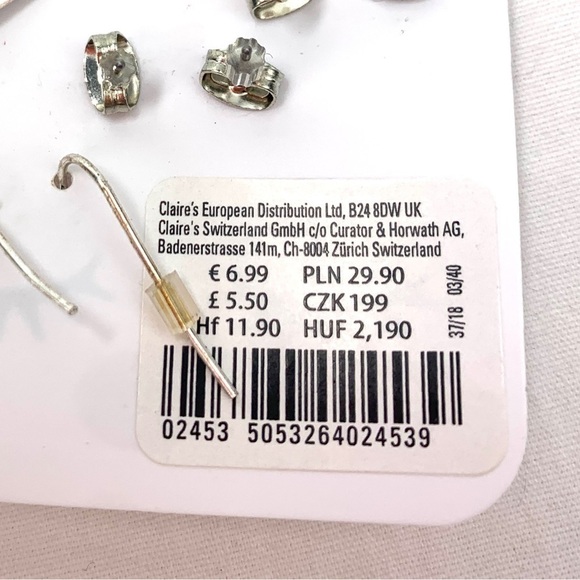 Claire's European Distribution Ltd, B24 8DW UK
Claire's Switzerland GmbH c/o Curator & Horwath AG,
Badenerstrasse 141m, Ch-8004 Zürich Switzerland
€ 6.99 PLN 29.90
£ 5.50 CZK 199
Hf 11.90 HUF 2,190
37/18 03/40
02453 5053264024539